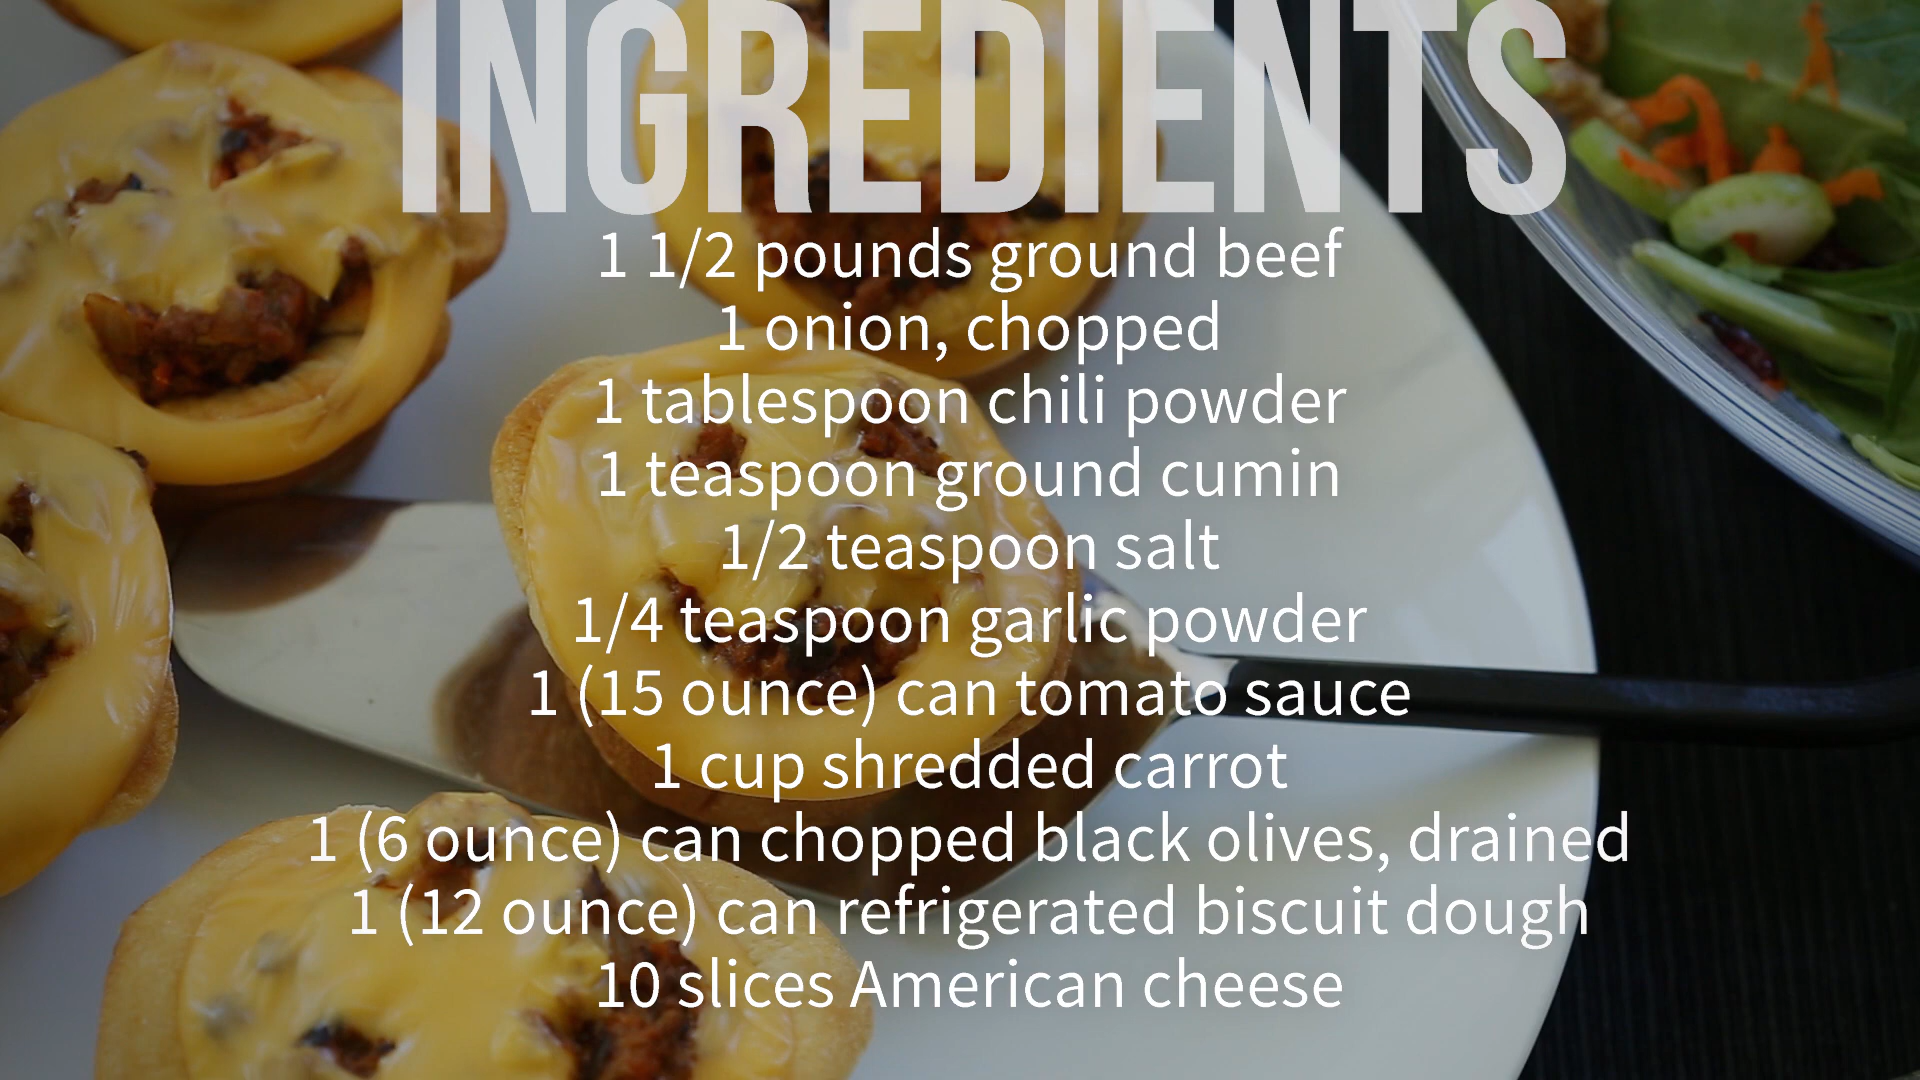 INGREDIENTS
1 1/2 pounds ground beef
1 onion, chopped
1 tablespoon chili powder
1 teaspoon ground cumin
1/2 teaspoon salt
1/4 teaspoon garlic powder
1 (15 ounce) can tomato sauce
1 cup shredded carrot
1 (6 ounce) can chopped black olives, drained
1 (12 ounce) can refrigerated biscuit dough
10 slices American cheese